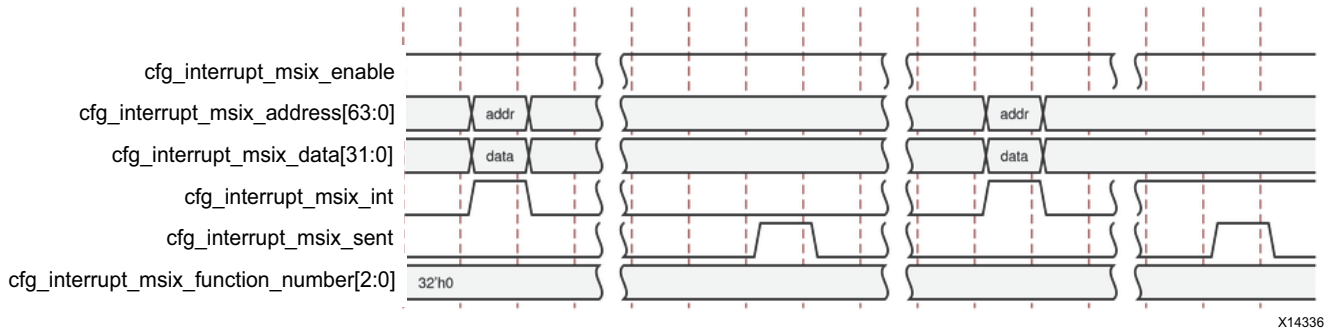 cfg_interrupt_msix_enable
cfg_interrupt_msix_address[63:0] addr addr
cfg_interrupt_msix_data[31:0] data data
cfg_interrupt_msix_int
cfg_interrupt_msix_sent
cfg_interrupt_msix_function_number[2:0] 32'h0
X14336